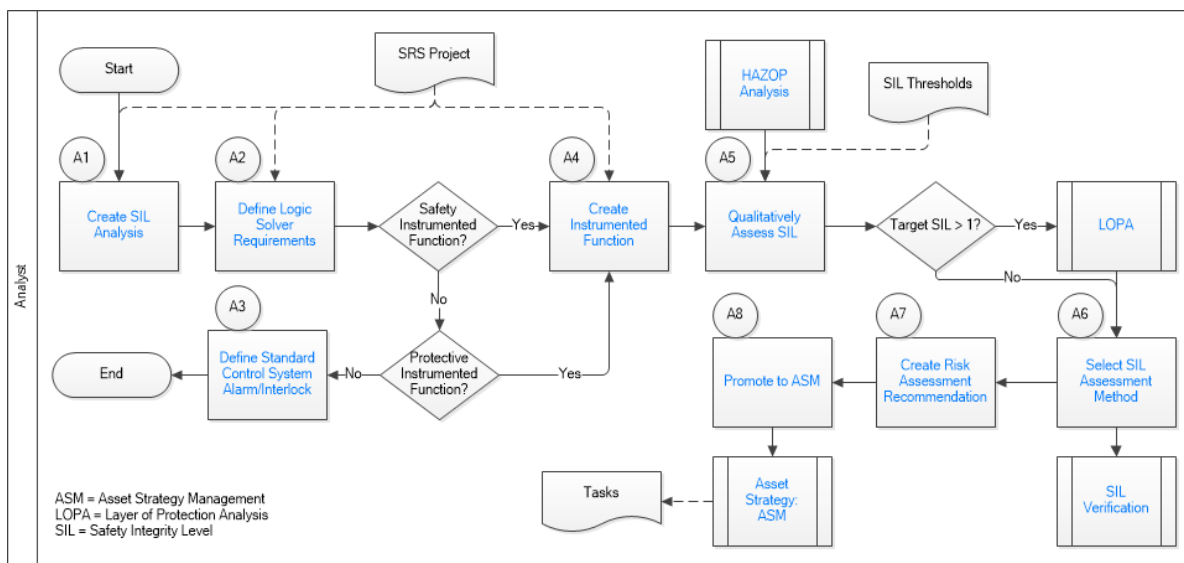 Start
SRS Project
HAZOP
Analysis
SIL Thresholds
A1
A2
A4
A5
Create SIL
Analysis
Define Logic
Solver
Requirements
Safety
Instrumented
Function?
Yes
Create
Instrumented
Function
Qualitatively
Assess SIL
Target SIL > 1?
Yes
LOPA
No
No
A3
A8
A7
A6
End
Define Standard
Control System
Alarm/Interlock
No
Protective
Instrumented
Function?
Yes
Promote to ASM
Create Risk
Assessment
Recommendation
Select SIL
Assessment
Method
Tasks
Asset
Strategy:
ASM
SIL
Verification
ASM = Asset Strategy Management
LOPA = Layer of Protection Analysis
SIL = Safety Integrity Level
Analyst